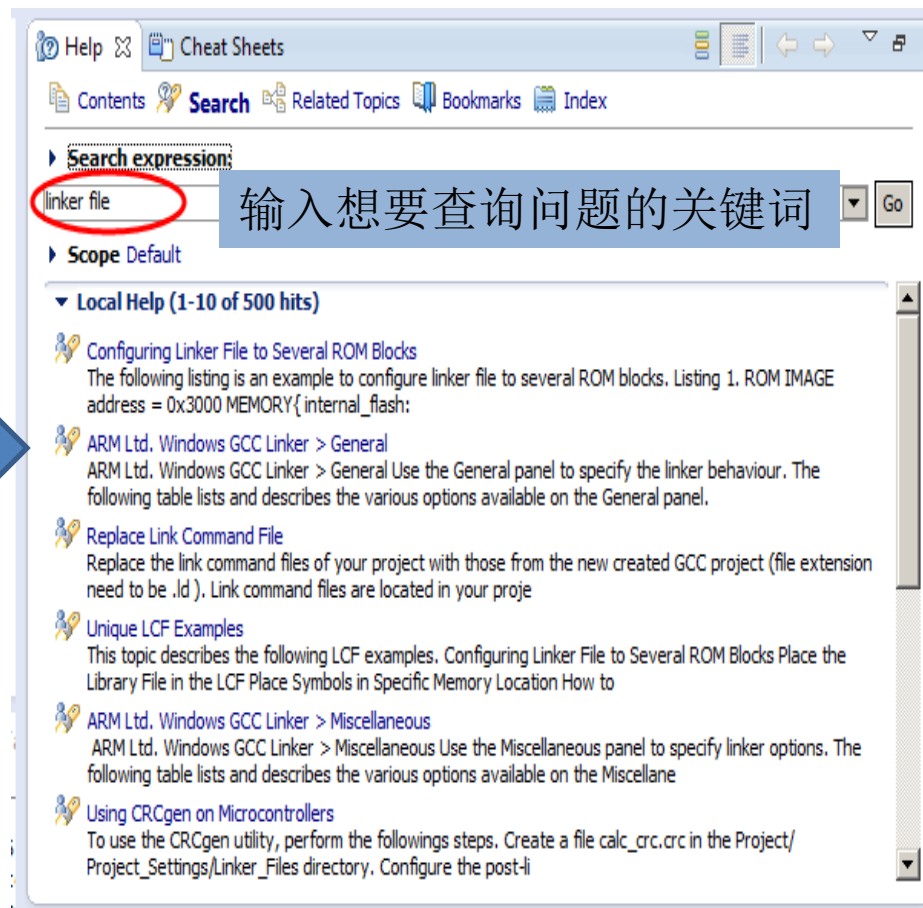 Help Cheat Sheets
Contents Search Related Topics Bookmarks Index
Search expression:
linker file
输入想要查询问题的关键词
Go
Scope Default
Local Help (1-10 of 500 hits)
Configuring Linker File to Several ROM Blocks
The following listing is an example to configure linker file to several ROM blocks. Listing 1. ROM IMAGE
address = 0x3000 MEMORY{ internal_flash:
ARM Ltd. Windows GCC Linker > General
ARM Ltd. Windows GCC Linker > General Use the General panel to specify the linker behaviour. The
following table lists and describes the various options available on the General panel.
Replace Link Command File
Replace the link command files of your project with those from the new created GCC project (file extension
need to be .ld ). Link command files are located in your proje
Unique LCF Examples
This topic describes the following LCF examples. Configuring Linker File to Several ROM Blocks Place the
Library File in the LCF Place Symbols in Specific Memory Location How to
ARM Ltd. Windows GCC Linker > Miscellaneous
ARM Ltd. Windows GCC Linker > Miscellaneous Use the Miscellaneous panel to specify linker options. The
following table lists and describes the various options available on the Miscellane
Using CRCgen on Microcontrollers
To use the CRCgen utility, perform the followings steps. Create a file calc_crc.crc in the Project/
Project_Settings/Linker_Files directory. Configure the post-li